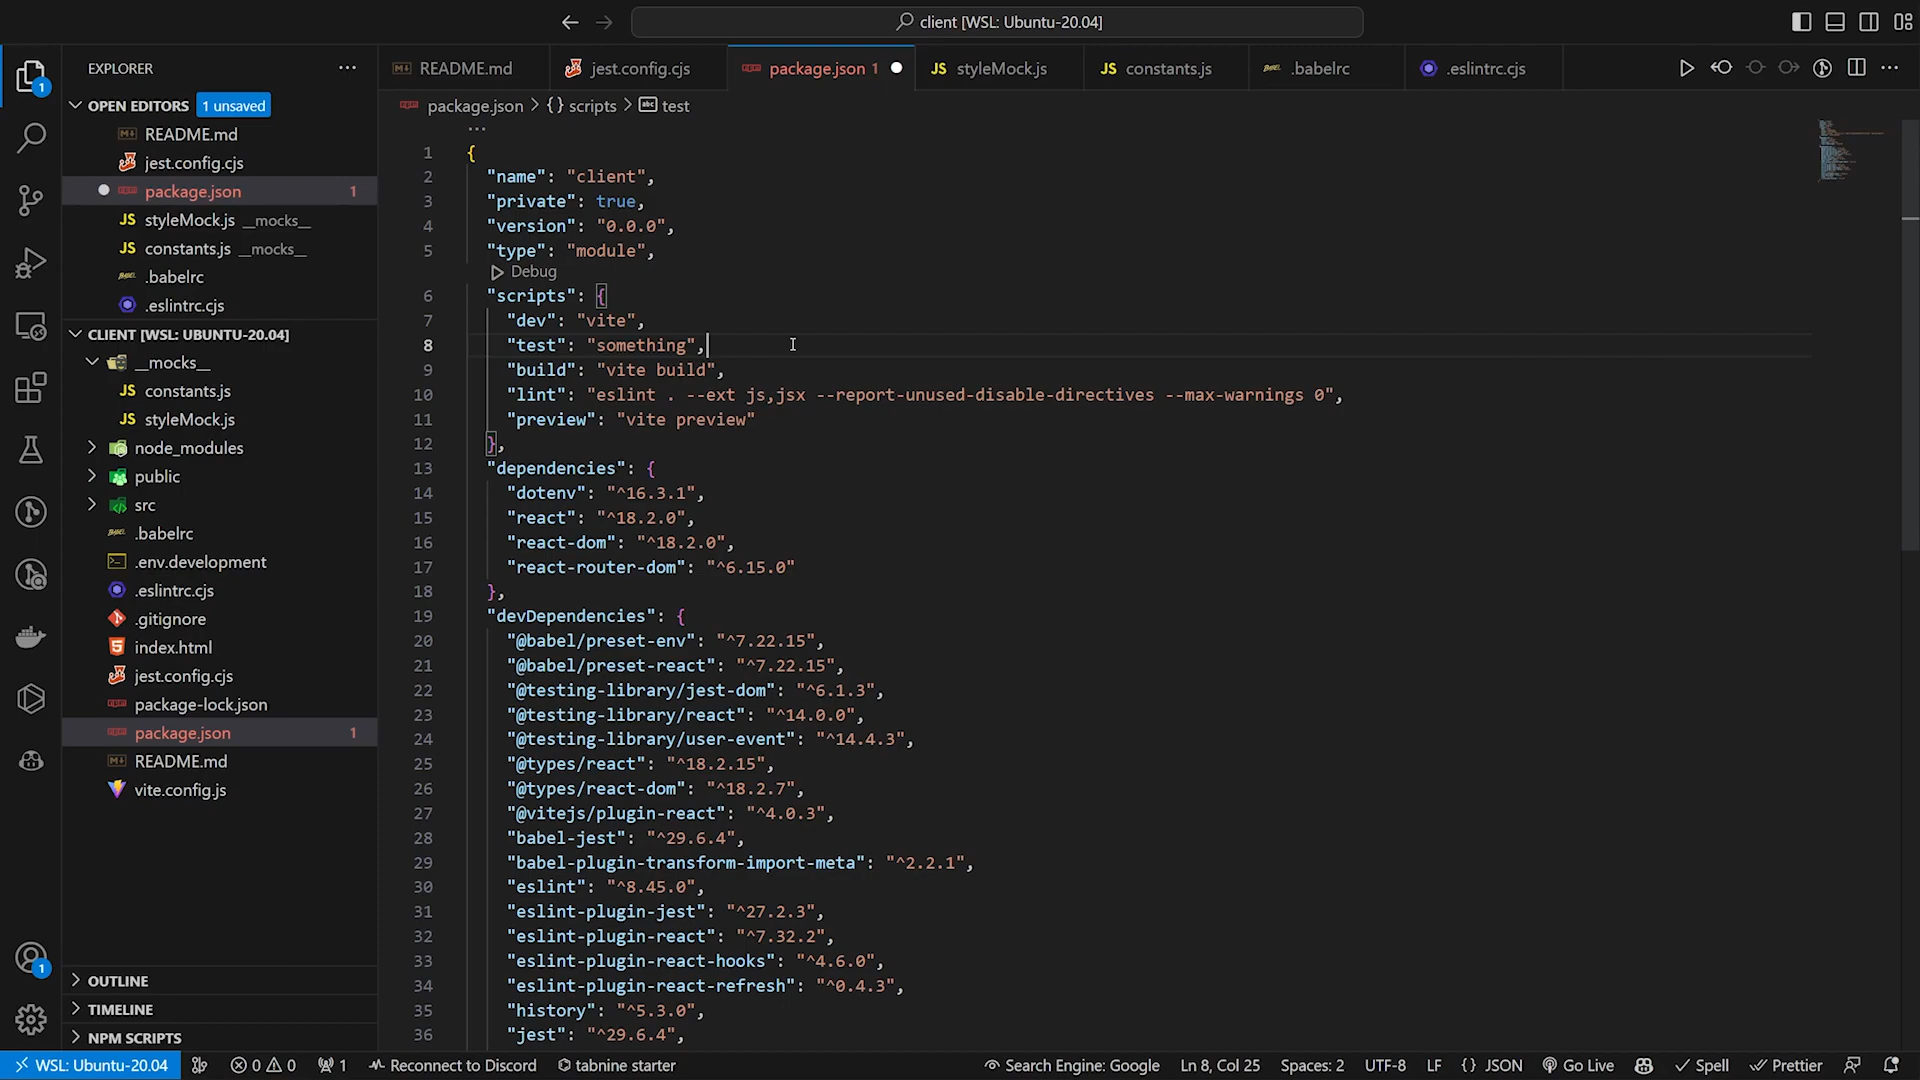 client [WSL: Ubuntu-20.04]
EXPLORER
README.md
jest.config.cjs
package.json 1
styleMock.js
constants.js
.babelrc
.eslintrc.cjs
OPEN EDITORS 1 unsaved
README.md
jest.config.cjs
package.json 1
styleMock.js __mocks__
constants.js __mocks__
.babelrc
.eslintrc.cjs
CLIENT [WSL: UBUNTU-20.04]
__mocks__
constants.js
styleMock.js
node_modules
public
src
.babelrc
.env.development
.eslintrc.cjs
.gitignore
index.html
jest.config.cjs
package-lock.json
package.json 1
README.md
vite.config.js
OUTLINE
TIMELINE
NPM SCRIPTS
package.json > {} scripts > abc test
1 {
2 "name": "client",
3 "private": true,
4 "version": "0.0.0",
5 "type": "module",
Debug
6 "scripts": {
7 "dev": "vite",
8 "test": "something",
9 "build": "vite build",
10 "lint": "eslint . --ext js,jsx --report-unused-disable-directives --max-warnings 0",
11 "preview": "vite preview"
12 },
13 "dependencies": {
14 "dotenv": "^16.3.1",
15 "react": "^18.2.0",
16 "react-dom": "^18.2.0",
17 "react-router-dom": "^6.15.0"
18 },
19 "devDependencies": {
20 "@babel/preset-env": "^7.22.15",
21 "@babel/preset-react": "^7.22.15",
22 "@testing-library/jest-dom": "^6.1.3",
23 "@testing-library/react": "^14.0.0",
24 "@testing-library/user-event": "^14.4.3",
25 "@types/react": "^18.2.15",
26 "@types/react-dom": "^18.2.7",
27 "@vitejs/plugin-react": "^4.0.3",
28 "babel-jest": "^29.6.4",
29 "babel-plugin-transform-import-meta": "^2.2.1",
30 "eslint": "^8.45.0",
31 "eslint-plugin-jest": "^27.2.3",
32 "eslint-plugin-react": "^7.32.2",
33 "eslint-plugin-react-hooks": "^4.6.0",
34 "eslint-plugin-react-refresh": "^0.4.3",
35 "history": "^5.3.0",
36 "jest": "^29.6.4",
WSL: Ubuntu-20.04 0 0 1 Reconnect to Discord tabnine starter Search Engine: Google Ln 8, Col 25 Spaces: 2 UTF-8 LF {} JSON Go Live Spell Prettier